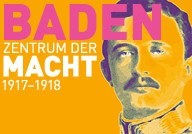 BADEN
ZENTRUM DER
MACHT
1917–1918